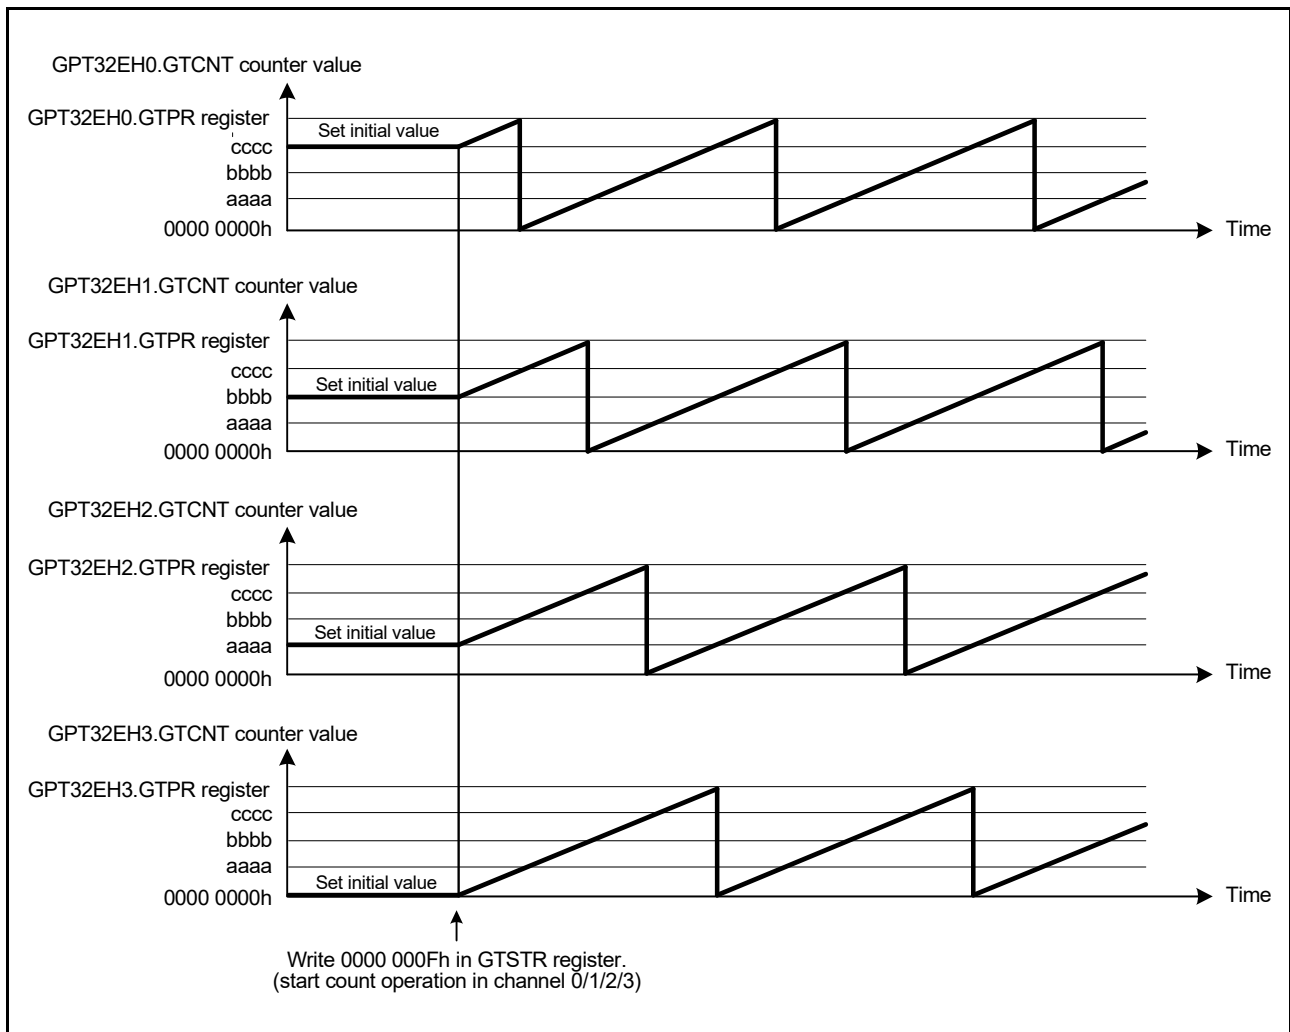 GPT32EH0.GTCNT counter value
GPT32EH0.GTPR register
Set initial value
cccc
bbbb
aaaa
0000 0000h
Time
GPT32EH1.GTCNT counter value
GPT32EH1.GTPR register
cccc
Set initial value
bbbb
aaaa
0000 0000h
Time
GPT32EH2.GTCNT counter value
GPT32EH2.GTPR register
cccc
bbbb
Set initial value
aaaa
0000 0000h
Time
GPT32EH3.GTCNT counter value
GPT32EH3.GTPR register
cccc
bbbb
aaaa
Set initial value
0000 0000h
Time
Write 0000 000Fh in GTSTR register.
(start count operation in channel 0/1/2/3)